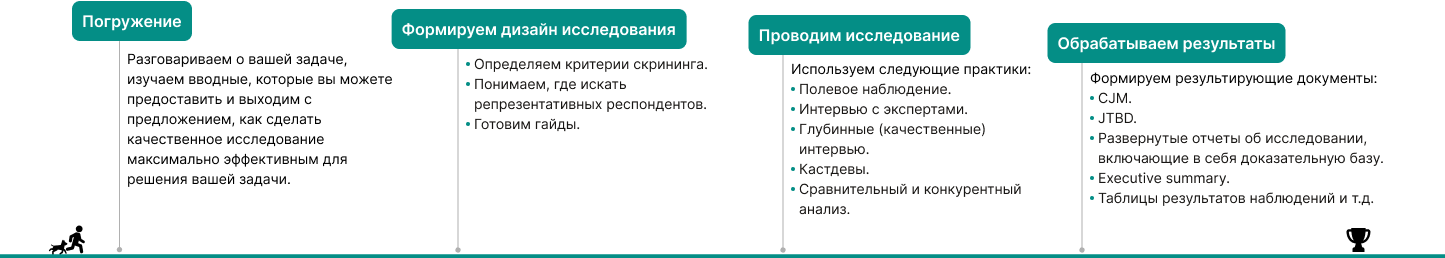 Погружение
Разговариваем о вашей задаче,
изучаем вводные, которые вы можете
предоставить и выходим с
предложением, как сделать
качественное исследование
максимально эффективным для
решения вашей задачи.
Формируем дизайн исследования
• Определяем критерии скрининга.
• Понимаем, где искать
репрезентативных респондентов.
• Готовим гайды.
Проводим исследование
Используем следующие практики:
• Полевое наблюдение.
• Интервью с экспертами.
• Глубинные (качественные)
интервью.
• Кастдевы.
• Сравнительный и конкурентный
анализ.
Обрабатываем результаты
Формируем результирующие документы:
• CJM.
• JTBD.
• Развернутые отчеты об исследовании,
включающие в себя доказательную базу.
• Executive summary.
• Таблицы результатов наблюдений и т.д.